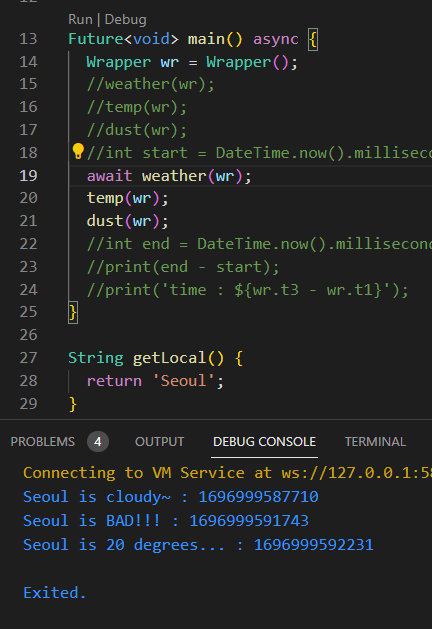 Run | Debug
13 Future<void> main() async {
14 Wrapper wr = Wrapper();
15 //weather(wr);
16 //temp(wr);
17 //dust(wr);
18 //int start = DateTime.now().millisec
19 await weather(wr);
20 temp(wr);
21 dust(wr);
22 //int end = DateTime.now().millisecon
23 //print(end - start);
24 //print('time : ${wr.t3 - wr.t1}');
25 }
26
27 String getLocal() {
28 return 'Seoul';
29 }
PROBLEMS 4 OUTPUT DEBUG CONSOLE TERMINAL
Connecting to VM Service at ws://127.0.0.1:58
Seoul is cloudy~ : 1696999587710
Seoul is BAD!!! : 1696999591743
Seoul is 20 degrees... : 1696999592231
Exited.